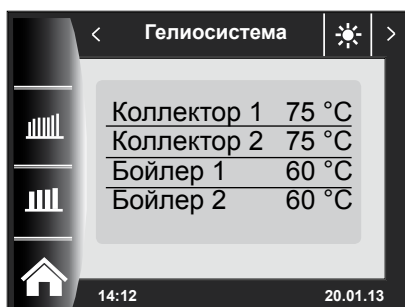 < Гелиосистема >
Коллектор 1 75 °C
Коллектор 2 75 °C
Бойлер 1 60 °C
Бойлер 2 60 °C
14:12 20.01.13